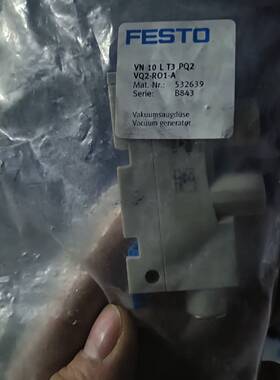 FESTO
VN-10-L-T3-PQ2-
VQ2-RO1-A
Mat. Nr.: 532639
Serie: B843
Vakuumsaugdüse
Vacuum generator